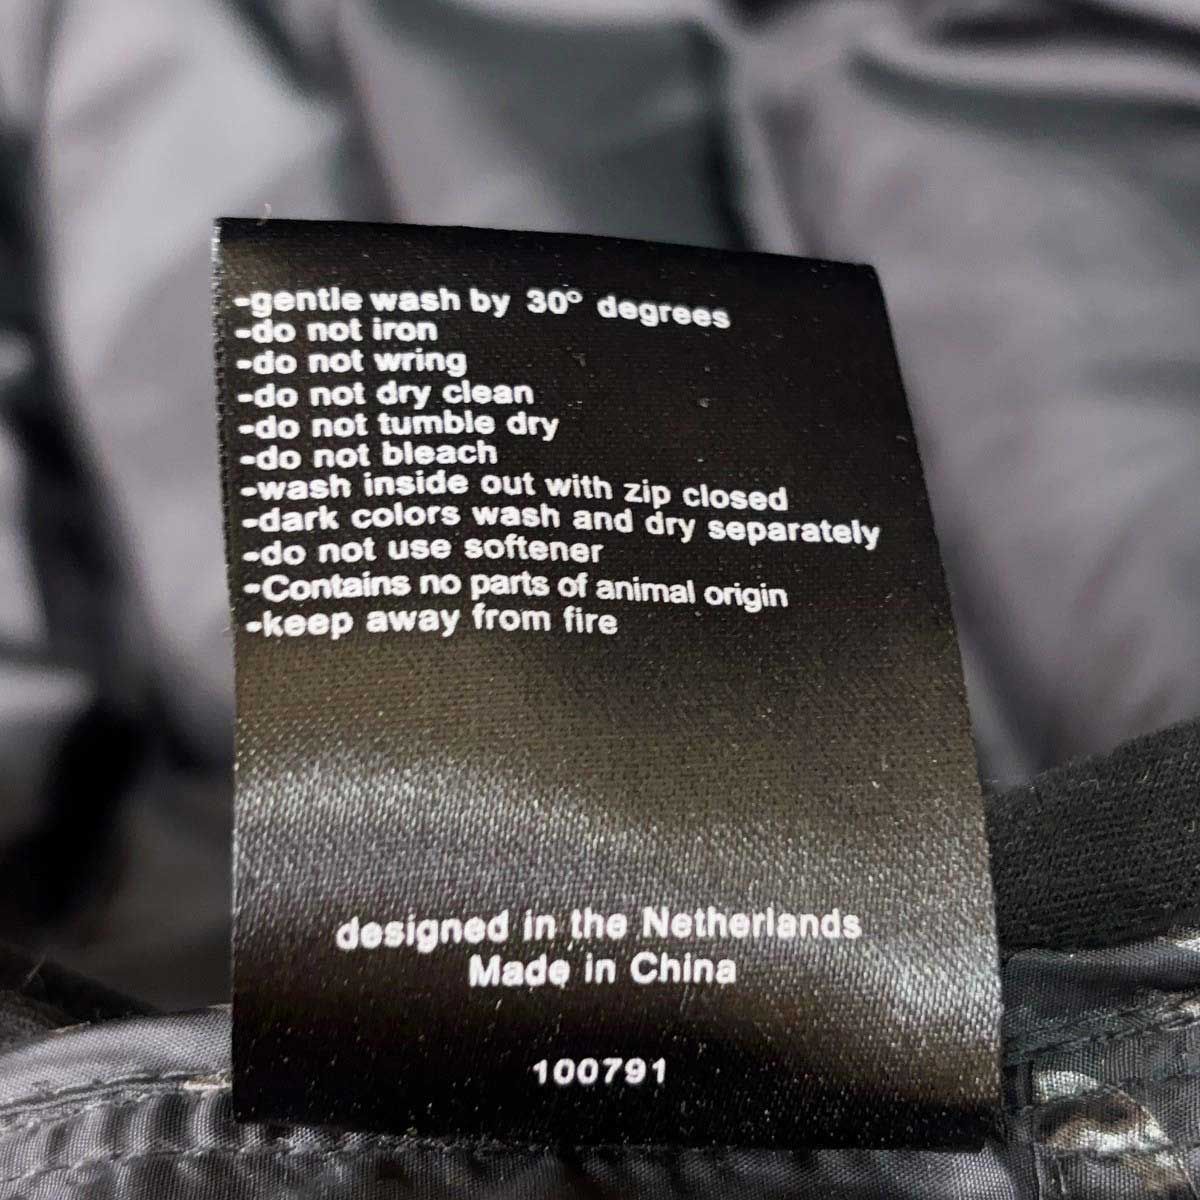 -gentle wash by 30° degrees
-do not iron
-do not wring
-do not dry clean
-do not tumble dry
-do not bleach
-wash inside out with zip closed
-dark colors wash and dry separately
-do not use softener
-Contains no parts of animal origin
-keep away from fire
designed in the Netherlands
Made in China
100791